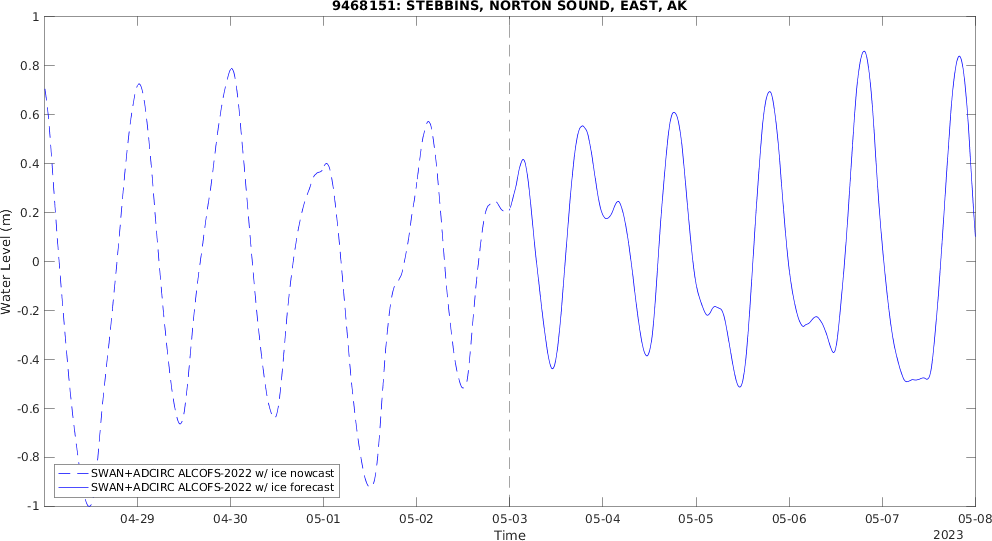 9468151: STEBBINS, NORTON SOUND, EAST, AK
1
0.8
0.6
0.4
0.2
0
-0.2
-0.4
-0.6
-0.8
-1
Water Level (m)
SWAN+ADCIRC ALCOFS-2022 w/ ice nowcast
SWAN+ADCIRC ALCOFS-2022 w/ ice forecast
04-29 04-30 05-01 05-02 05-03 05-04 05-05 05-06 05-07 05-08
Time
2023